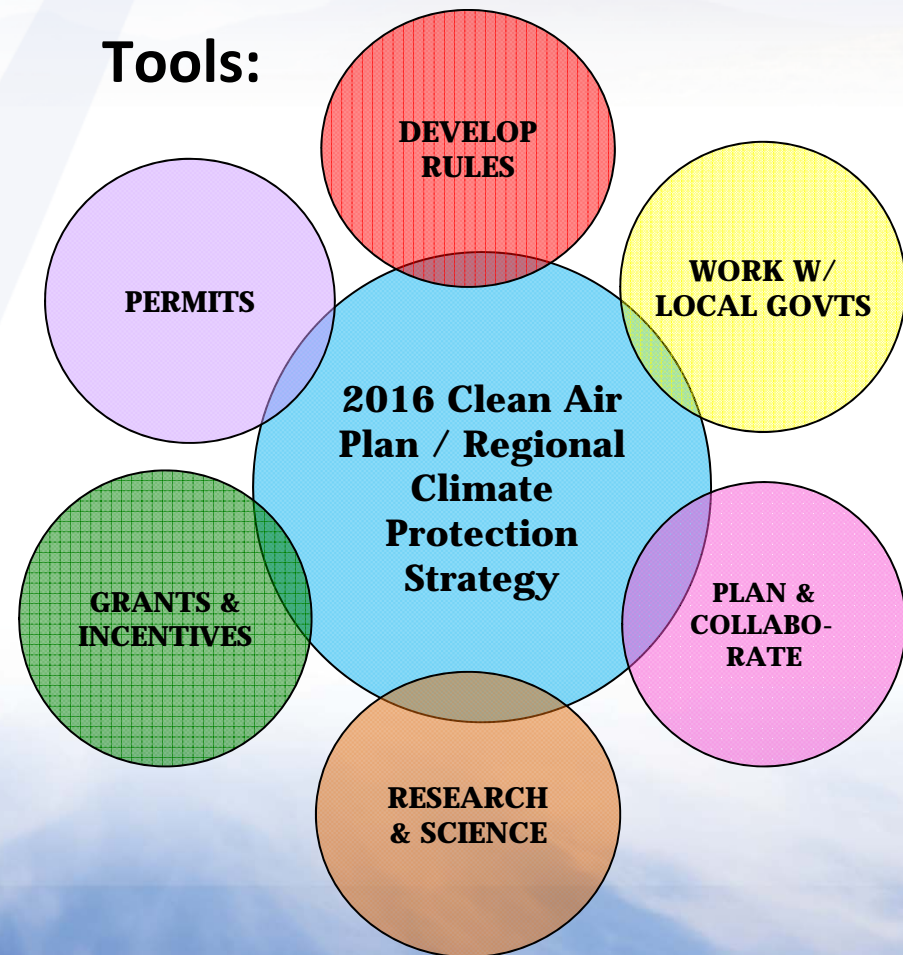 Tools:
DEVELOP
RULES
WORK W/
LOCAL GOVTS
PERMITS
2016 Clean Air
Plan / Regional
Climate
Protection
Strategy
GRANTS &
INCENTIVES
PLAN &
COLLABO-
RATE
RESEARCH
& SCIENCE